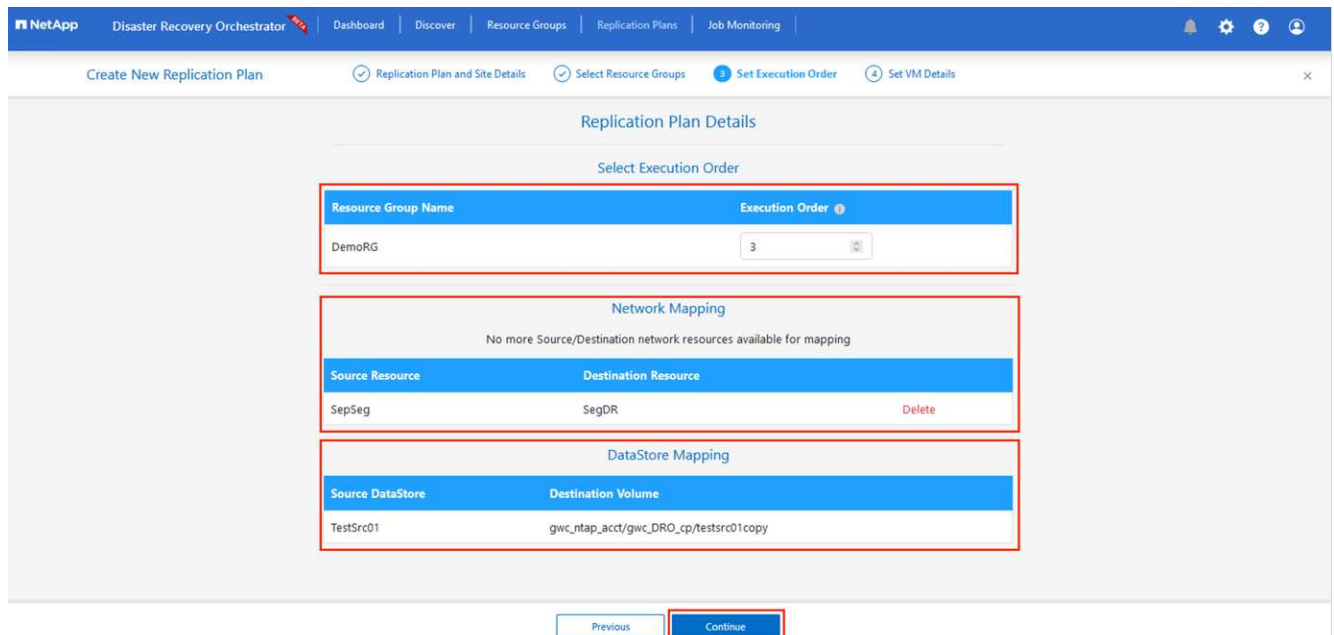 NetApp Disaster Recovery Orchestrator BETA Dashboard Discover Resource Groups Replication Plans Job Monitoring
Create New Replication Plan Replication Plan and Site Details Select Resource Groups 3 Set Execution Order 4 Set VM Details
Replication Plan Details
Select Execution Order
Resource Group Name Execution Order
DemoRG 3
Network Mapping
No more Source/Destination network resources available for mapping
Source Resource Destination Resource
SepSeg SegDR Delete
DataStore Mapping
Source DataStore Destination Volume
TestSrc01 gwc_ntap_acct/gwc_DRO_cp/testsrc01copy
Previous Continue